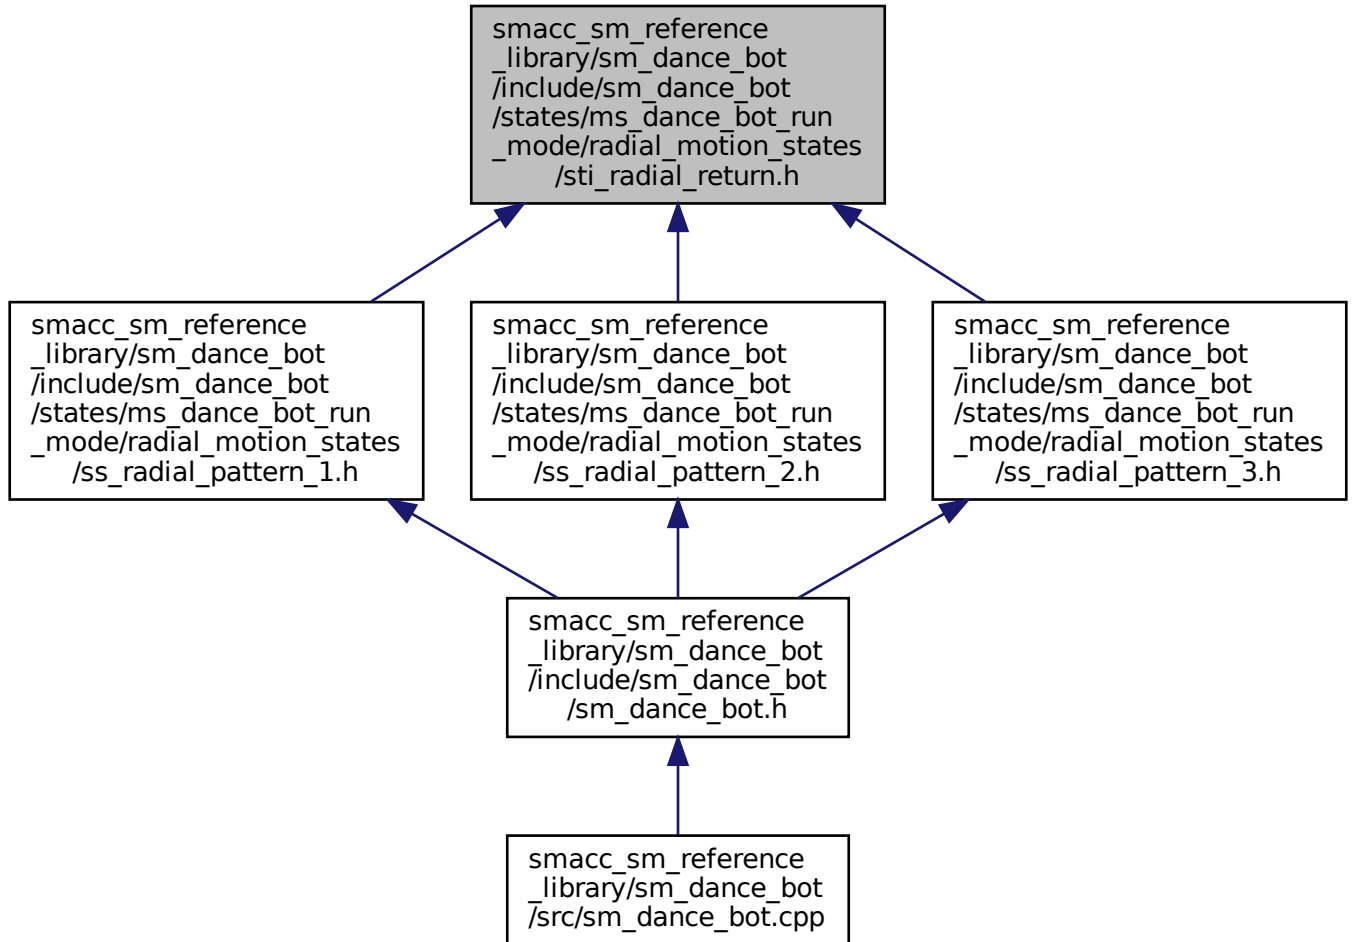 smacc_sm_reference
_library/sm_dance_bot
/include/sm_dance_bot
/states/ms_dance_bot_run
_mode/radial_motion_states
/sti_radial_return.h
smacc_sm_reference
_library/sm_dance_bot
/include/sm_dance_bot
/states/ms_dance_bot_run
_mode/radial_motion_states
/ss_radial_pattern_1.h
smacc_sm_reference
_library/sm_dance_bot
/include/sm_dance_bot
/states/ms_dance_bot_run
_mode/radial_motion_states
/ss_radial_pattern_2.h
smacc_sm_reference
_library/sm_dance_bot
/include/sm_dance_bot
/states/ms_dance_bot_run
_mode/radial_motion_states
/ss_radial_pattern_3.h
smacc_sm_reference
_library/sm_dance_bot
/include/sm_dance_bot
/sm_dance_bot.h
smacc_sm_reference
_library/sm_dance_bot
/src/sm_dance_bot.cpp